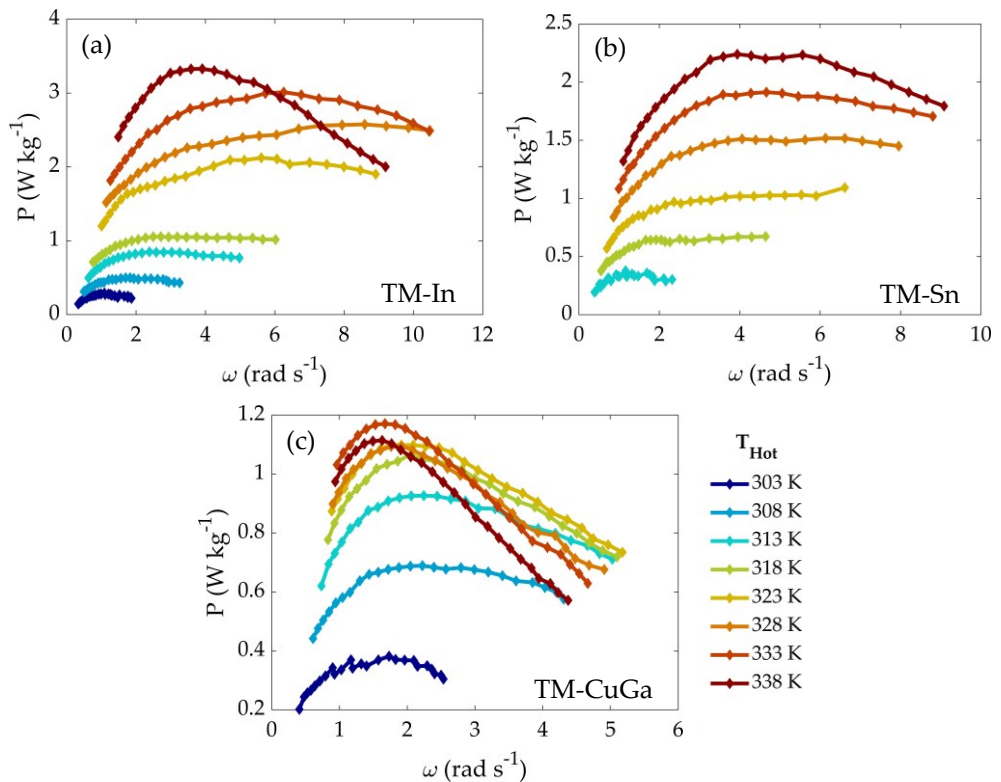 (a)
P (W kg⁻¹)
4
3
2
1
0
0 2 4 6 8 10 12
ω (rad s⁻¹)
TM-In
(b)
P (W kg⁻¹)
2.5
2
1.5
1
0.5
0
0 2 4 6 8 10
ω (rad s⁻¹)
TM-Sn
(c)
P (W kg⁻¹)
1.2
1
0.8
0.6
0.4
0.2
0 1 2 3 4 5 6
ω (rad s⁻¹)
TM-CuGa
T_Hot
303 K
308 K
313 K
318 K
323 K
328 K
333 K
338 K